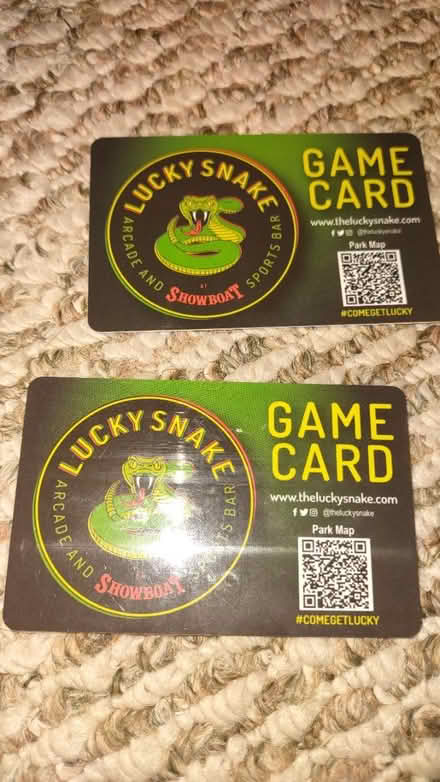 LUCKY SNAKE
ARCADE AND SPORTS BAR
AT
SHOWBOAT
GAME
CARD
www.theluckysnake.com
@theluckysnake
Park Map
#COMEGETLUCKY
LUCKY SNAKE
ARCADE AND SPORTS BAR
SHOWBOAT
GAME
CARD
www.theluckysnake.com
@theluckysnake
Park Map
#COMEGETLUCKY